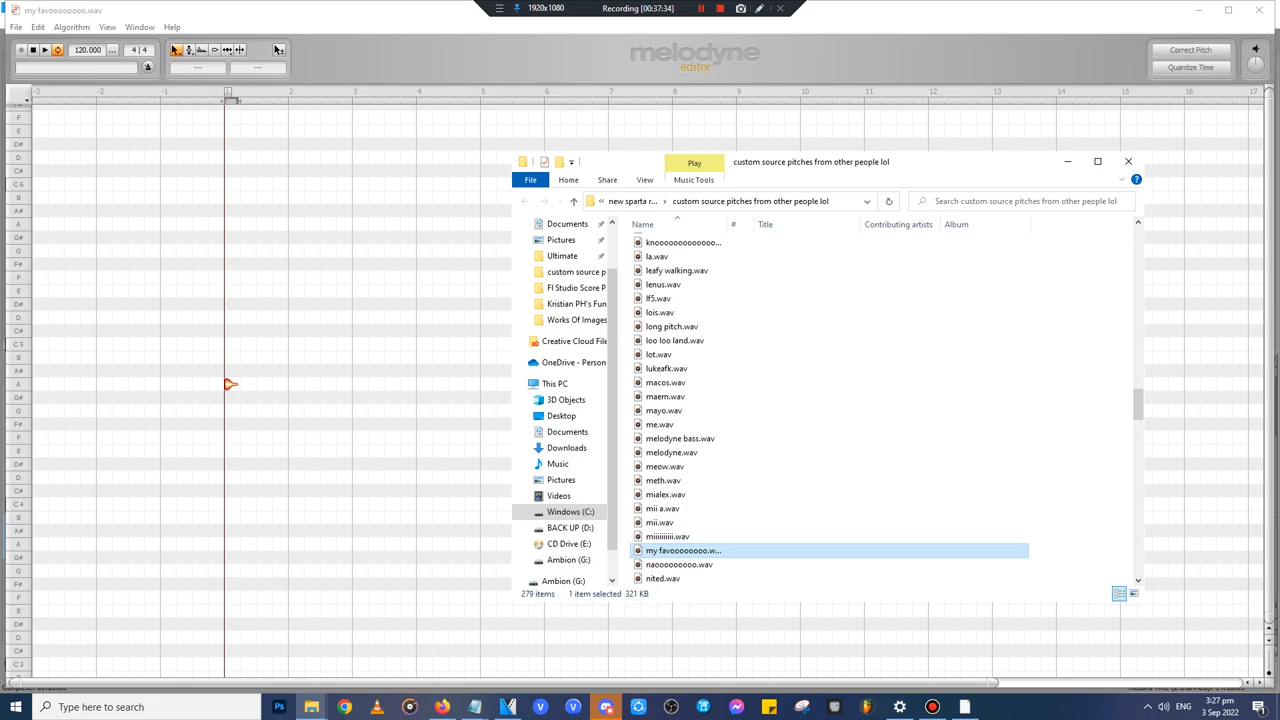 my favoooooooo.wav
1920x1080
Recording [00:37:34]
File Edit Algorithm View Window Help
120.000 ... 4 | 4
--- ---
melodyne
editor
Correct Pitch
Quantize Time
-3 -2 -1 1 2 3 4 5 6 7 8 9 10 11 12 13 14 15 16 17
F
E
D#
D
C#
C 6
B
A
G#
G
F#
F
E
D#
D
C#
C 5
B
A#
A
G#
G
F#
F
E
D#
D
C#
C 4
B
A#
A
G#
G
F#
F
E
D#
D
C#
C 3
Play
custom source pitches from other people lol
File Home Share View Music Tools
new sparta r... > custom source pitches from other people lol
Search custom source pitches from other people lol
Name # Title Contributing artists Album
Documents
Pictures
Ultimate
custom source p
Fl Studio Score P
Kristian PH's Fun
Works Of Images
Creative Cloud File
OneDrive - Person
This PC
3D Objects
Desktop
Documents
Downloads
Music
Pictures
Videos
Windows (C:)
BACK UP (D:)
CD Drive (E:)
Ambion (G:)
Ambion (G:)
knooooooooooooo...
la.wav
leafy walking.wav
lenus.wav
lf5.wav
lois.wav
long pitch.wav
loo loo land.wav
lot.wav
lukeafk.wav
macos.wav
maem.wav
mayo.wav
me.wav
melodyne bass.wav
melodyne.wav
meow.wav
meth.wav
mialex.wav
mii a.wav
mii.wav
miiiiiiiiii.wav
my favoooooooo.w...
naooooooooo.wav
nited.wav
279 items 1 item selected 321 KB
Type here to search
ENG
3:27 pm
3 Sep 2022